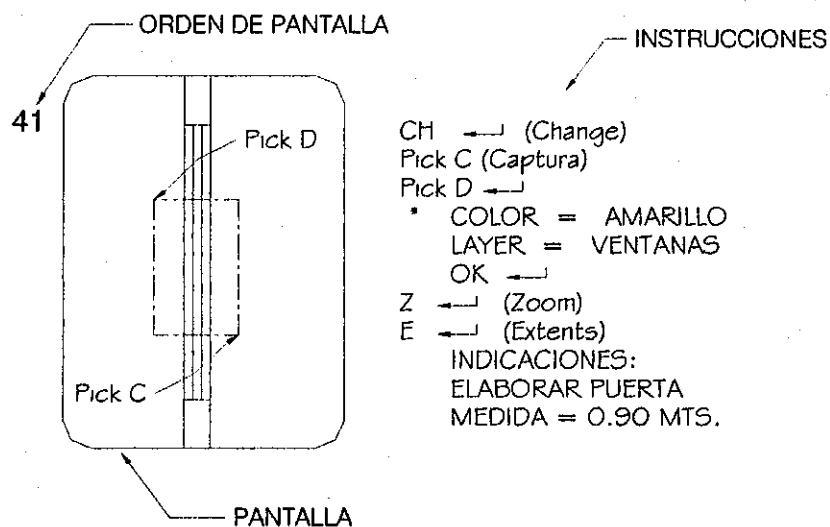 ORDEN DE PANTALLA
INSTRUCCIONES
41
Pick D
Pick C
CH (Change)
Pick C (Captura)
Pick D
* COLOR = AMARILLO
LAYER = VENTANAS
OK
Z (Zoom)
E (Extents)
INDICACIONES:
ELABORAR PUERTA
MEDIDA = 0.90 MTS.
PANTALLA